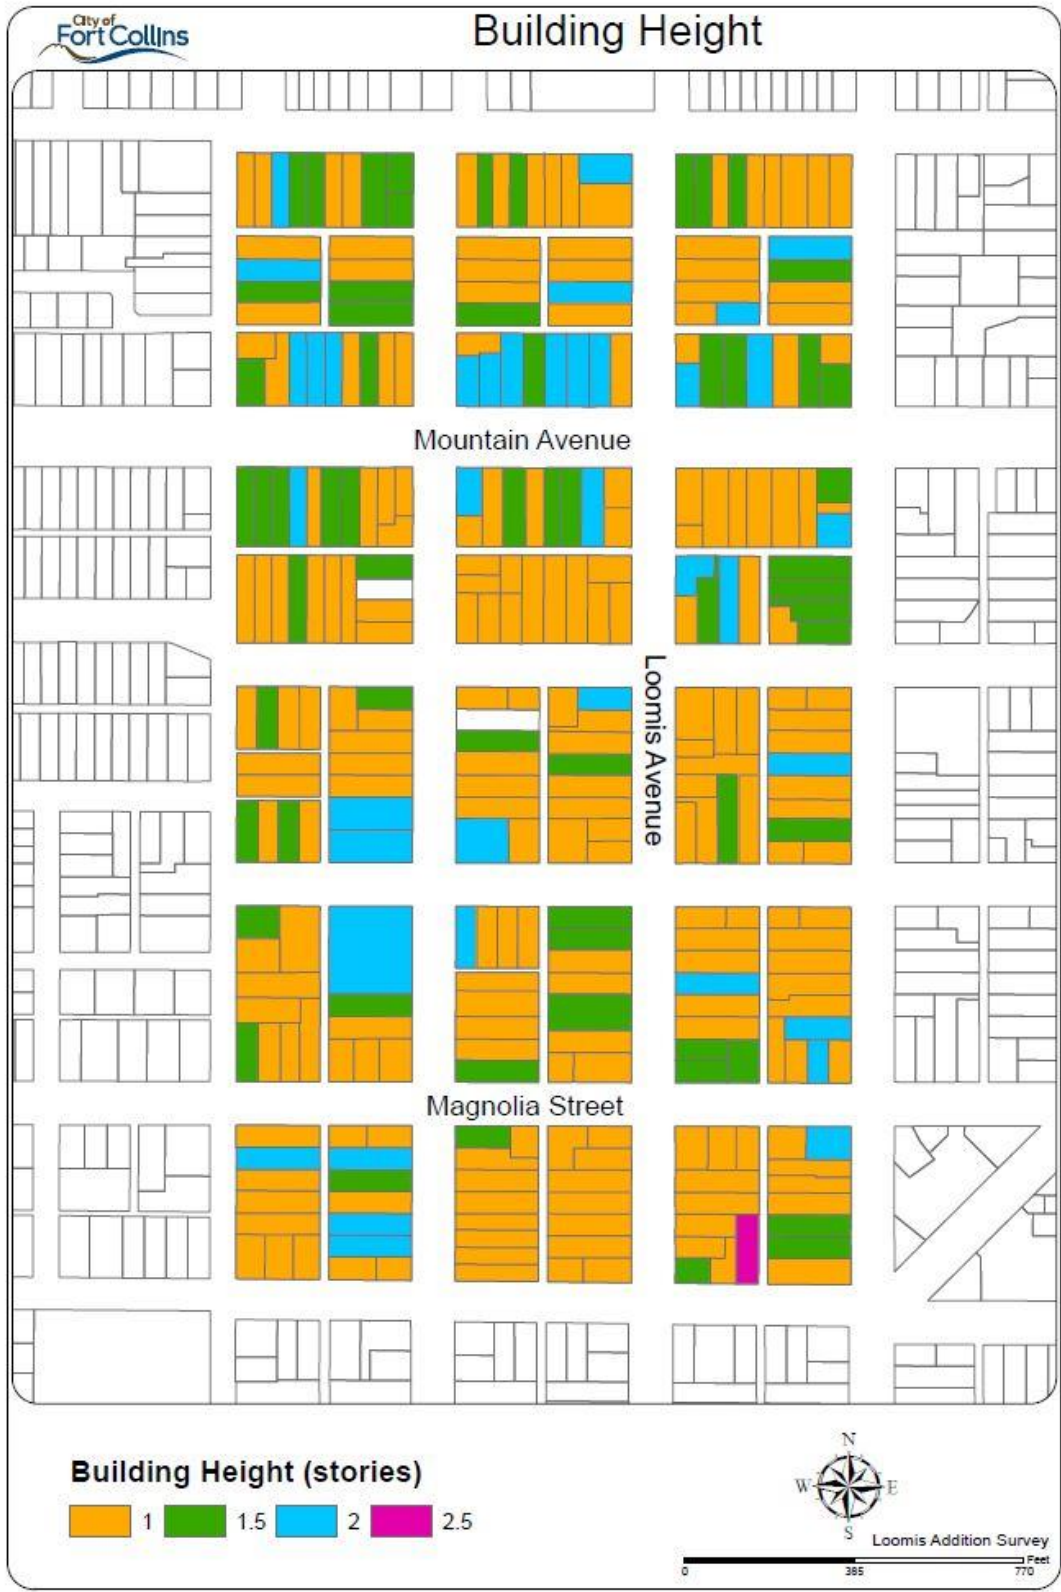 City of
Fort Collins
Building Height
Mountain Avenue
Loomis Avenue
Magnolia Street
Building Height (stories)
1 1.5 2 2.5
N
W E
S
Loomis Addition Survey
Feet
0 385 770